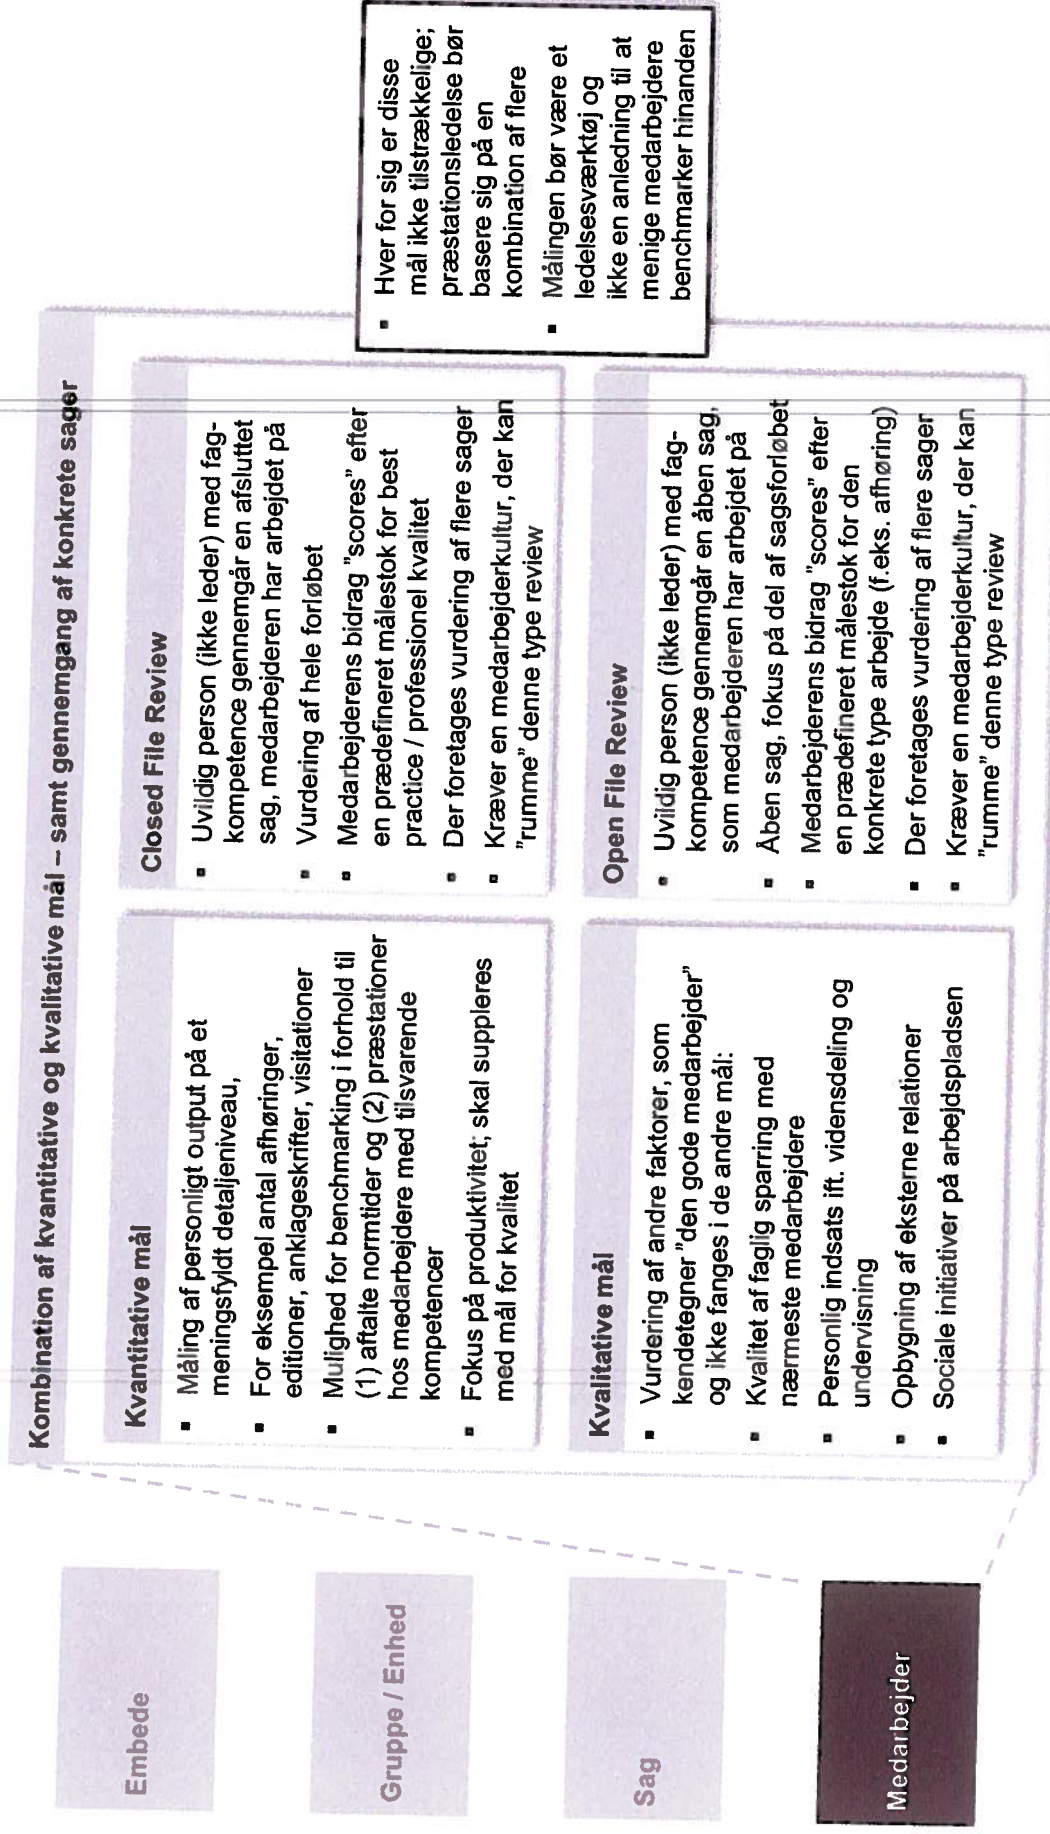 Embede
Gruppe / Enhed
Sag
Medarbejder
Kombination af kvantitative og kvalitative mål – samt gennemgang af konkrete sager
Kvantitative mål
▪ Måling af personligt output på et
meningsfyldt detaljeniveau,
▪ For eksempel antal afhøringer,
editioner, anklageskrifter, visitationer
▪ Mulighed for benchmarking i forhold til
(1) aftalte normtider og (2) præstationer
hos medarbejdere med tilsvarende
kompetencer
▪ Fokus på produktivitet; skal suppleres
med mål for kvalitet
Closed File Review
▪ Uvildig person (ikke leder) med fag-
kompetence gennemgår en afsluttet
sag, medarbejderen har arbejdet på
▪ Vurdering af hele forløbet
▪ Medarbejderens bidrag "scores" efter
en prædefineret målestok for best
practice / professionel kvalitet
▪ Der foretages vurdering af flere sager
▪ Kræver en medarbejderkultur, der kan
"rumme" denne type review
Kvalitative mål
▪ Vurdering af andre faktorer, som
kendetegner "den gode medarbejder"
og ikke fanges i de andre mål:
▪ Kvalitet af faglig sparring med
nærmeste medarbejdere
▪ Personlig indsats ift. vidensdeling og
undervisning
▪ Opbygning af eksterne relationer
▪ Sociale initiativer på arbejdspladsen
Open File Review
▪ Uvildig person (ikke leder) med fag-
kompetence gennemgår en åben sag,
som medarbejderen har arbejdet på
▪ Åben sag, fokus på del af sagsforløbet
▪ Medarbejderens bidrag "scores" efter
en prædefineret målestok for den
konkrete type arbejde (f.eks. afhøring)
▪ Der foretages vurdering af flere sager
▪ Kræver en medarbejderkultur, der kan
"rumme" denne type review
▪ Hver for sig er disse
mål ikke tilstrækkelige;
præstationsledelse bør
basere sig på en
kombination af flere
▪ Målingen bør være et
ledelsesværktøj og
ikke en anledning til at
menige medarbejdere
benchmarker hinanden